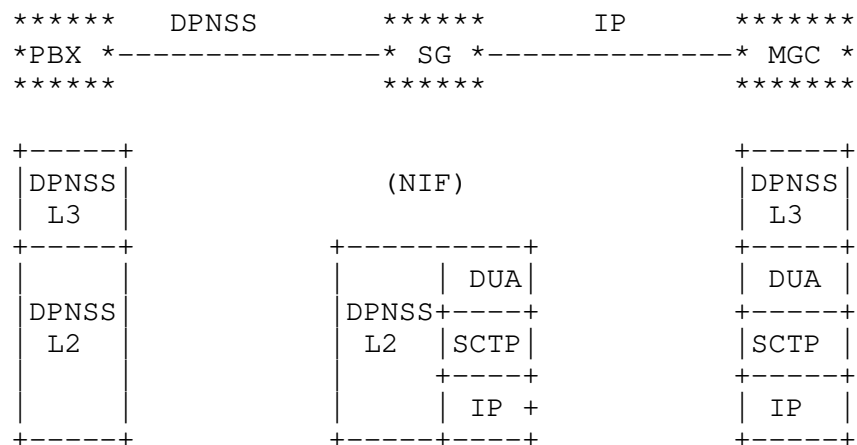 ******   DPNSS        ******       IP      *******
*PBX *---------------* SG *--------------* MGC *
******               ******              *******
+-----+                                  +-----+
|DPNSS|              (NIF)               |DPNSS|
| L3  |                                  | L3  |
+-----+           +----------+           +-----+
|     |           |     | DUA|           | DUA |
|DPNSS|           |DPNSS+----+           +-----+
| L2  |           | L2  |SCTP|           |SCTP |
|     |           |     +----+           +-----+
|     |           |     | IP +           | IP  |
+-----+           +-----+----+           +-----+